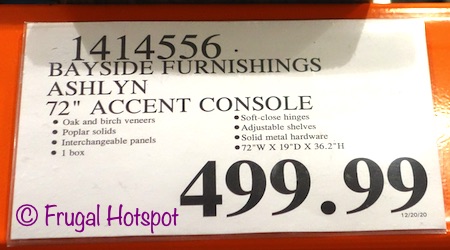 1414556 .
BAYSIDE FURNISHINGS
ASHLYN
72" ACCENT CONSOLE
• Oak and birch veneers
• Poplar solids
• Interchangeable panels
• 1 box
• Soft-close hinges
• Adjustable shelves
• Solid metal hardware
• 72"W X 19"D X 36.2"H
499.99
12/20/20
© Frugal Hotspot